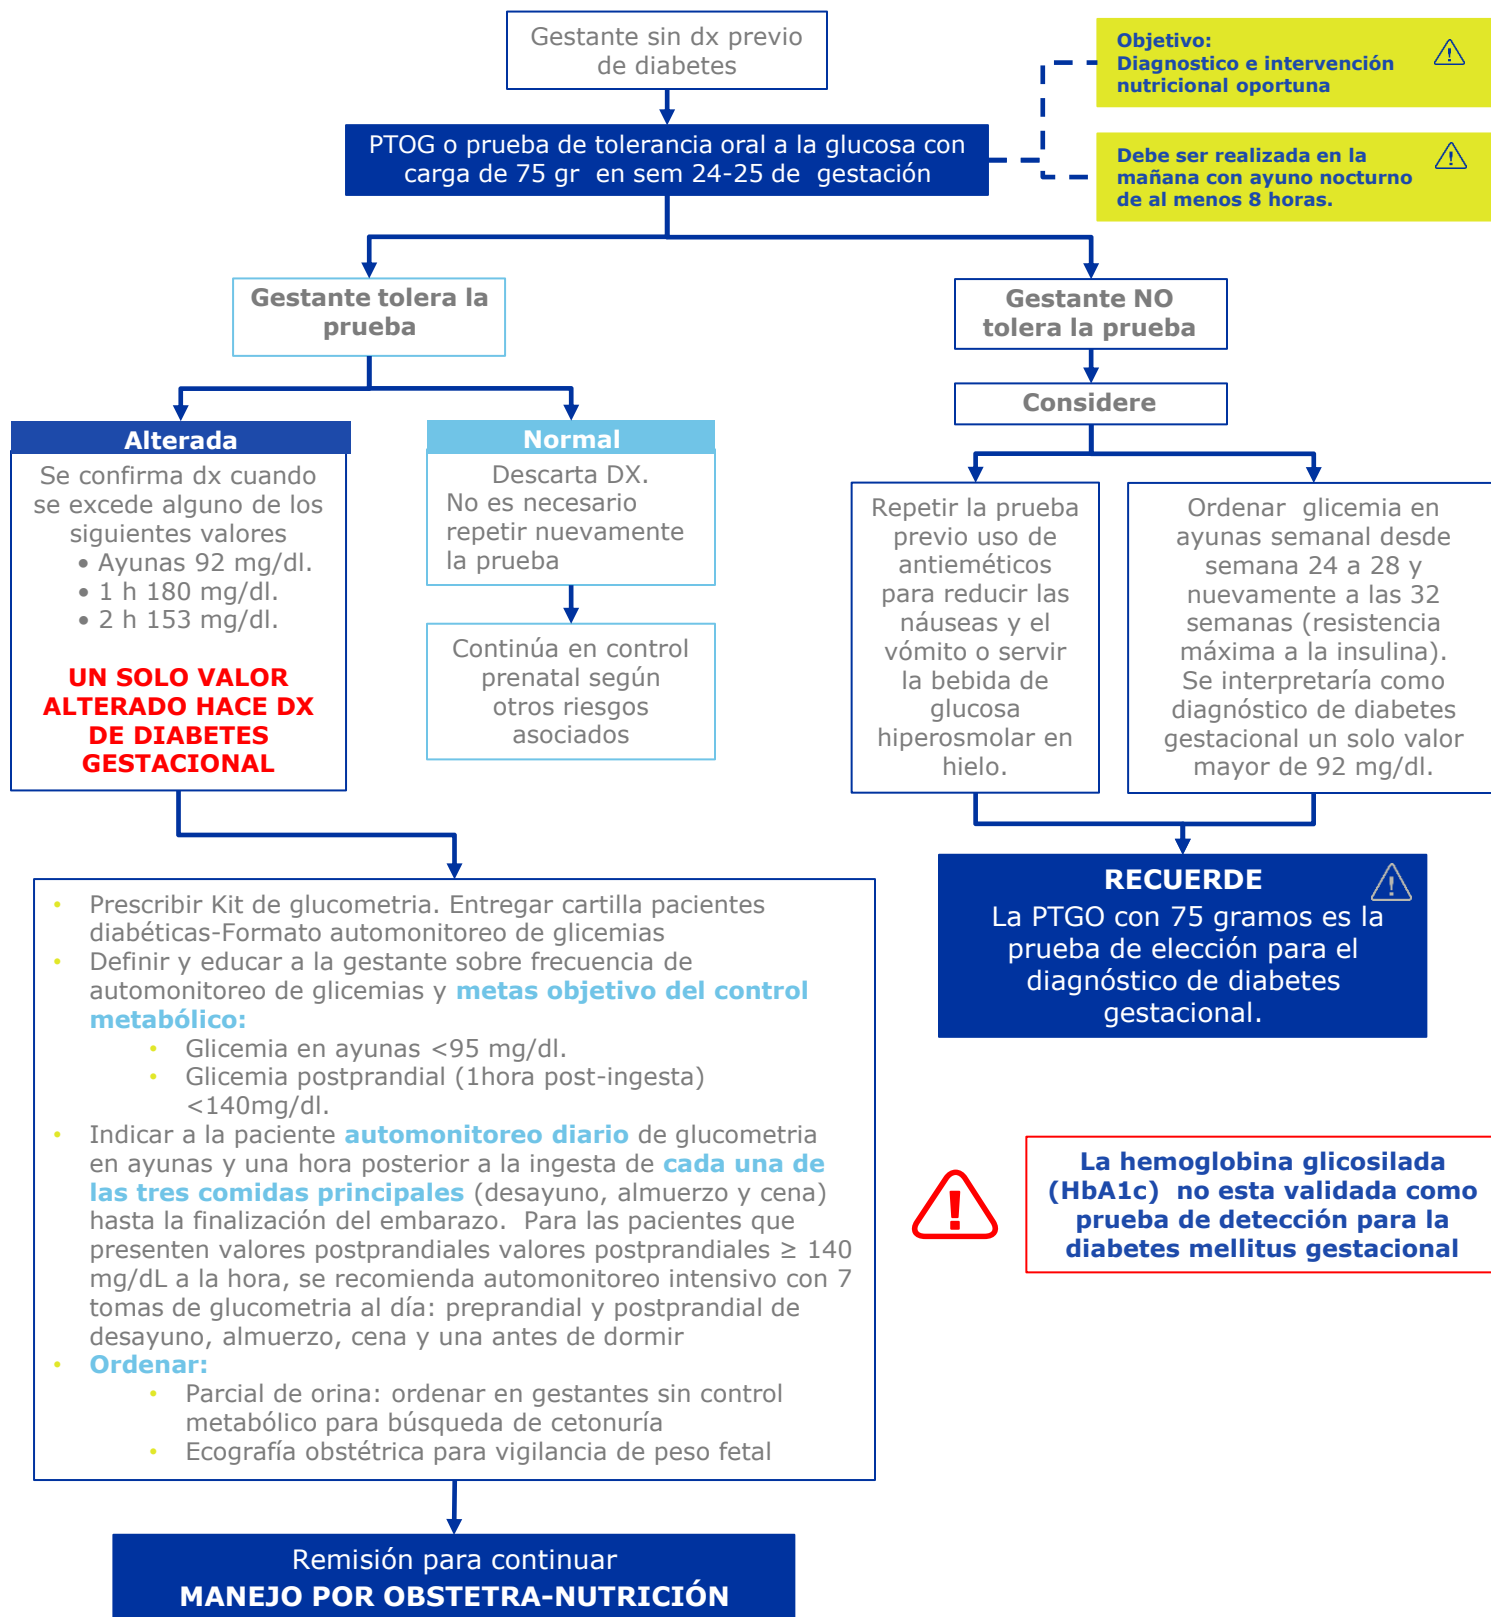 Gestante sin dx previo
de diabetes
Objetivo:
Diagnostico e intervención
nutricional oportuna
PTOG o prueba de tolerancia oral a la glucosa con
carga de 75 gr en sem 24-25 de gestación
Debe ser realizada en la
mañana con ayuno nocturno
de al menos 8 horas.
Gestante tolera la
prueba
Gestante NO
tolera la prueba
Considere
Alterada
Se confirma dx cuando
se excede alguno de los
siguientes valores
• Ayunas 92 mg/dl.
• 1 h 180 mg/dl.
• 2 h 153 mg/dl.
UN SOLO VALOR
ALTERADO HACE DX
DE DIABETES
GESTACIONAL
Normal
Descarta DX.
No es necesario
repetir nuevamente
la prueba
Continúa en control
prenatal según
otros riesgos
asociados
Repetir la prueba
previo uso de
antieméticos
para reducir las
náuseas y el
vómito o servir
la bebida de
glucosa
hiperosmolar en
hielo.
Ordenar glicemia en
ayunas semanal desde
semana 24 a 28 y
nuevamente a las 32
semanas (resistencia
máxima a la insulina).
Se interpretaría como
diagnóstico de diabetes
gestacional un solo valor
mayor de 92 mg/dl.
• Prescribir Kit de glucometria. Entregar cartilla pacientes
diabéticas-Formato automonitoreo de glicemias
• Definir y educar a la gestante sobre frecuencia de
automonitoreo de glicemias y metas objetivo del control
metabólico:
• Glicemia en ayunas <95 mg/dl.
• Glicemia postprandial (1hora post-ingesta)
<140mg/dl.
• Indicar a la paciente automonitoreo diario de glucometria
en ayunas y una hora posterior a la ingesta de cada una de
las tres comidas principales (desayuno, almuerzo y cena)
hasta la finalización del embarazo. Para las pacientes que
presenten valores postprandiales valores postprandiales ≥ 140
mg/dL a la hora, se recomienda automonitoreo intensivo con 7
tomas de glucometria al día: preprandial y postprandial de
desayuno, almuerzo, cena y una antes de dormir
• Ordenar:
• Parcial de orina: ordenar en gestantes sin control
metabólico para búsqueda de cetonuría
• Ecografía obstétrica para vigilancia de peso fetal
RECUERDE
La PTGO con 75 gramos es la
prueba de elección para el
diagnóstico de diabetes
gestacional.
La hemoglobina glicosilada
(HbA1c) no esta validada como
prueba de detección para la
diabetes mellitus gestacional
Remisión para continuar
MANEJO POR OBSTETRA-NUTRICIÓN